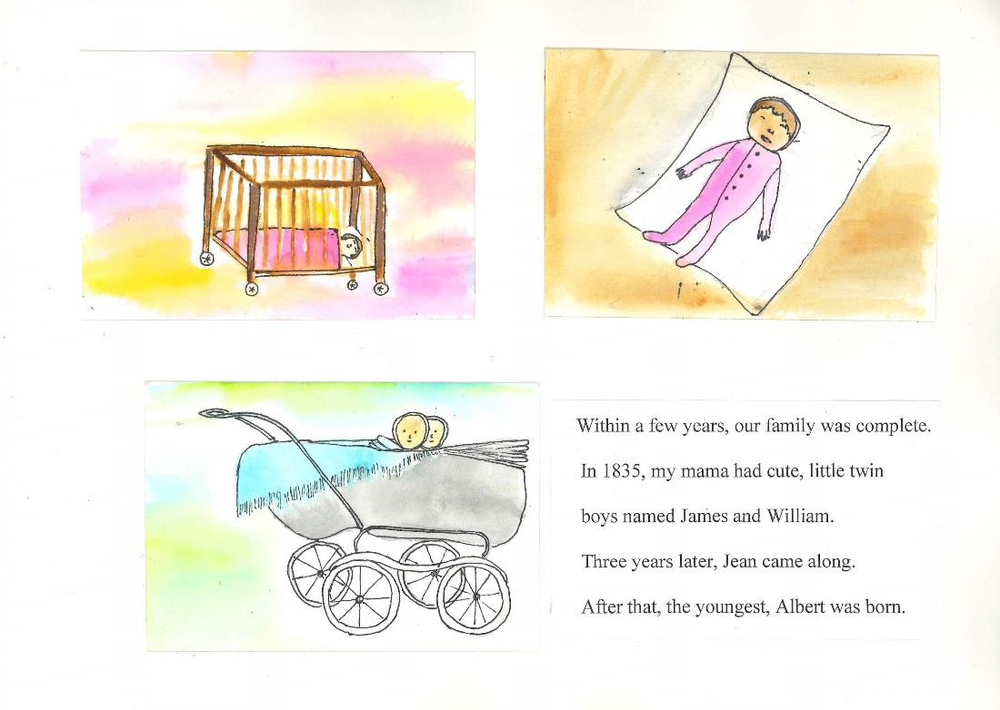 Within a few years, our family was complete.
In 1835, my mama had cute, little twin
boys named James and William.
Three years later, Jean came along.
After that, the youngest, Albert was born.